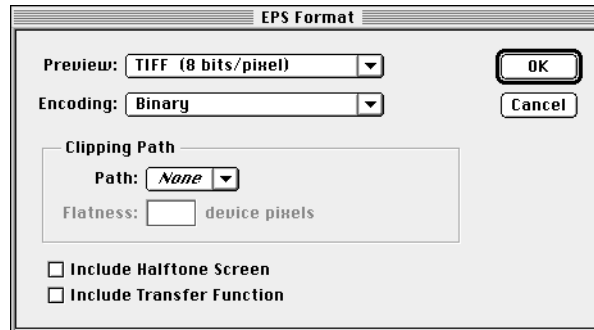 EPS Format
Preview: TIFF (8 bits/pixel)
OK
Encoding: Binary
Cancel
Clipping Path
Path: None
Flatness: device pixels
Include Halftone Screen
Include Transfer Function